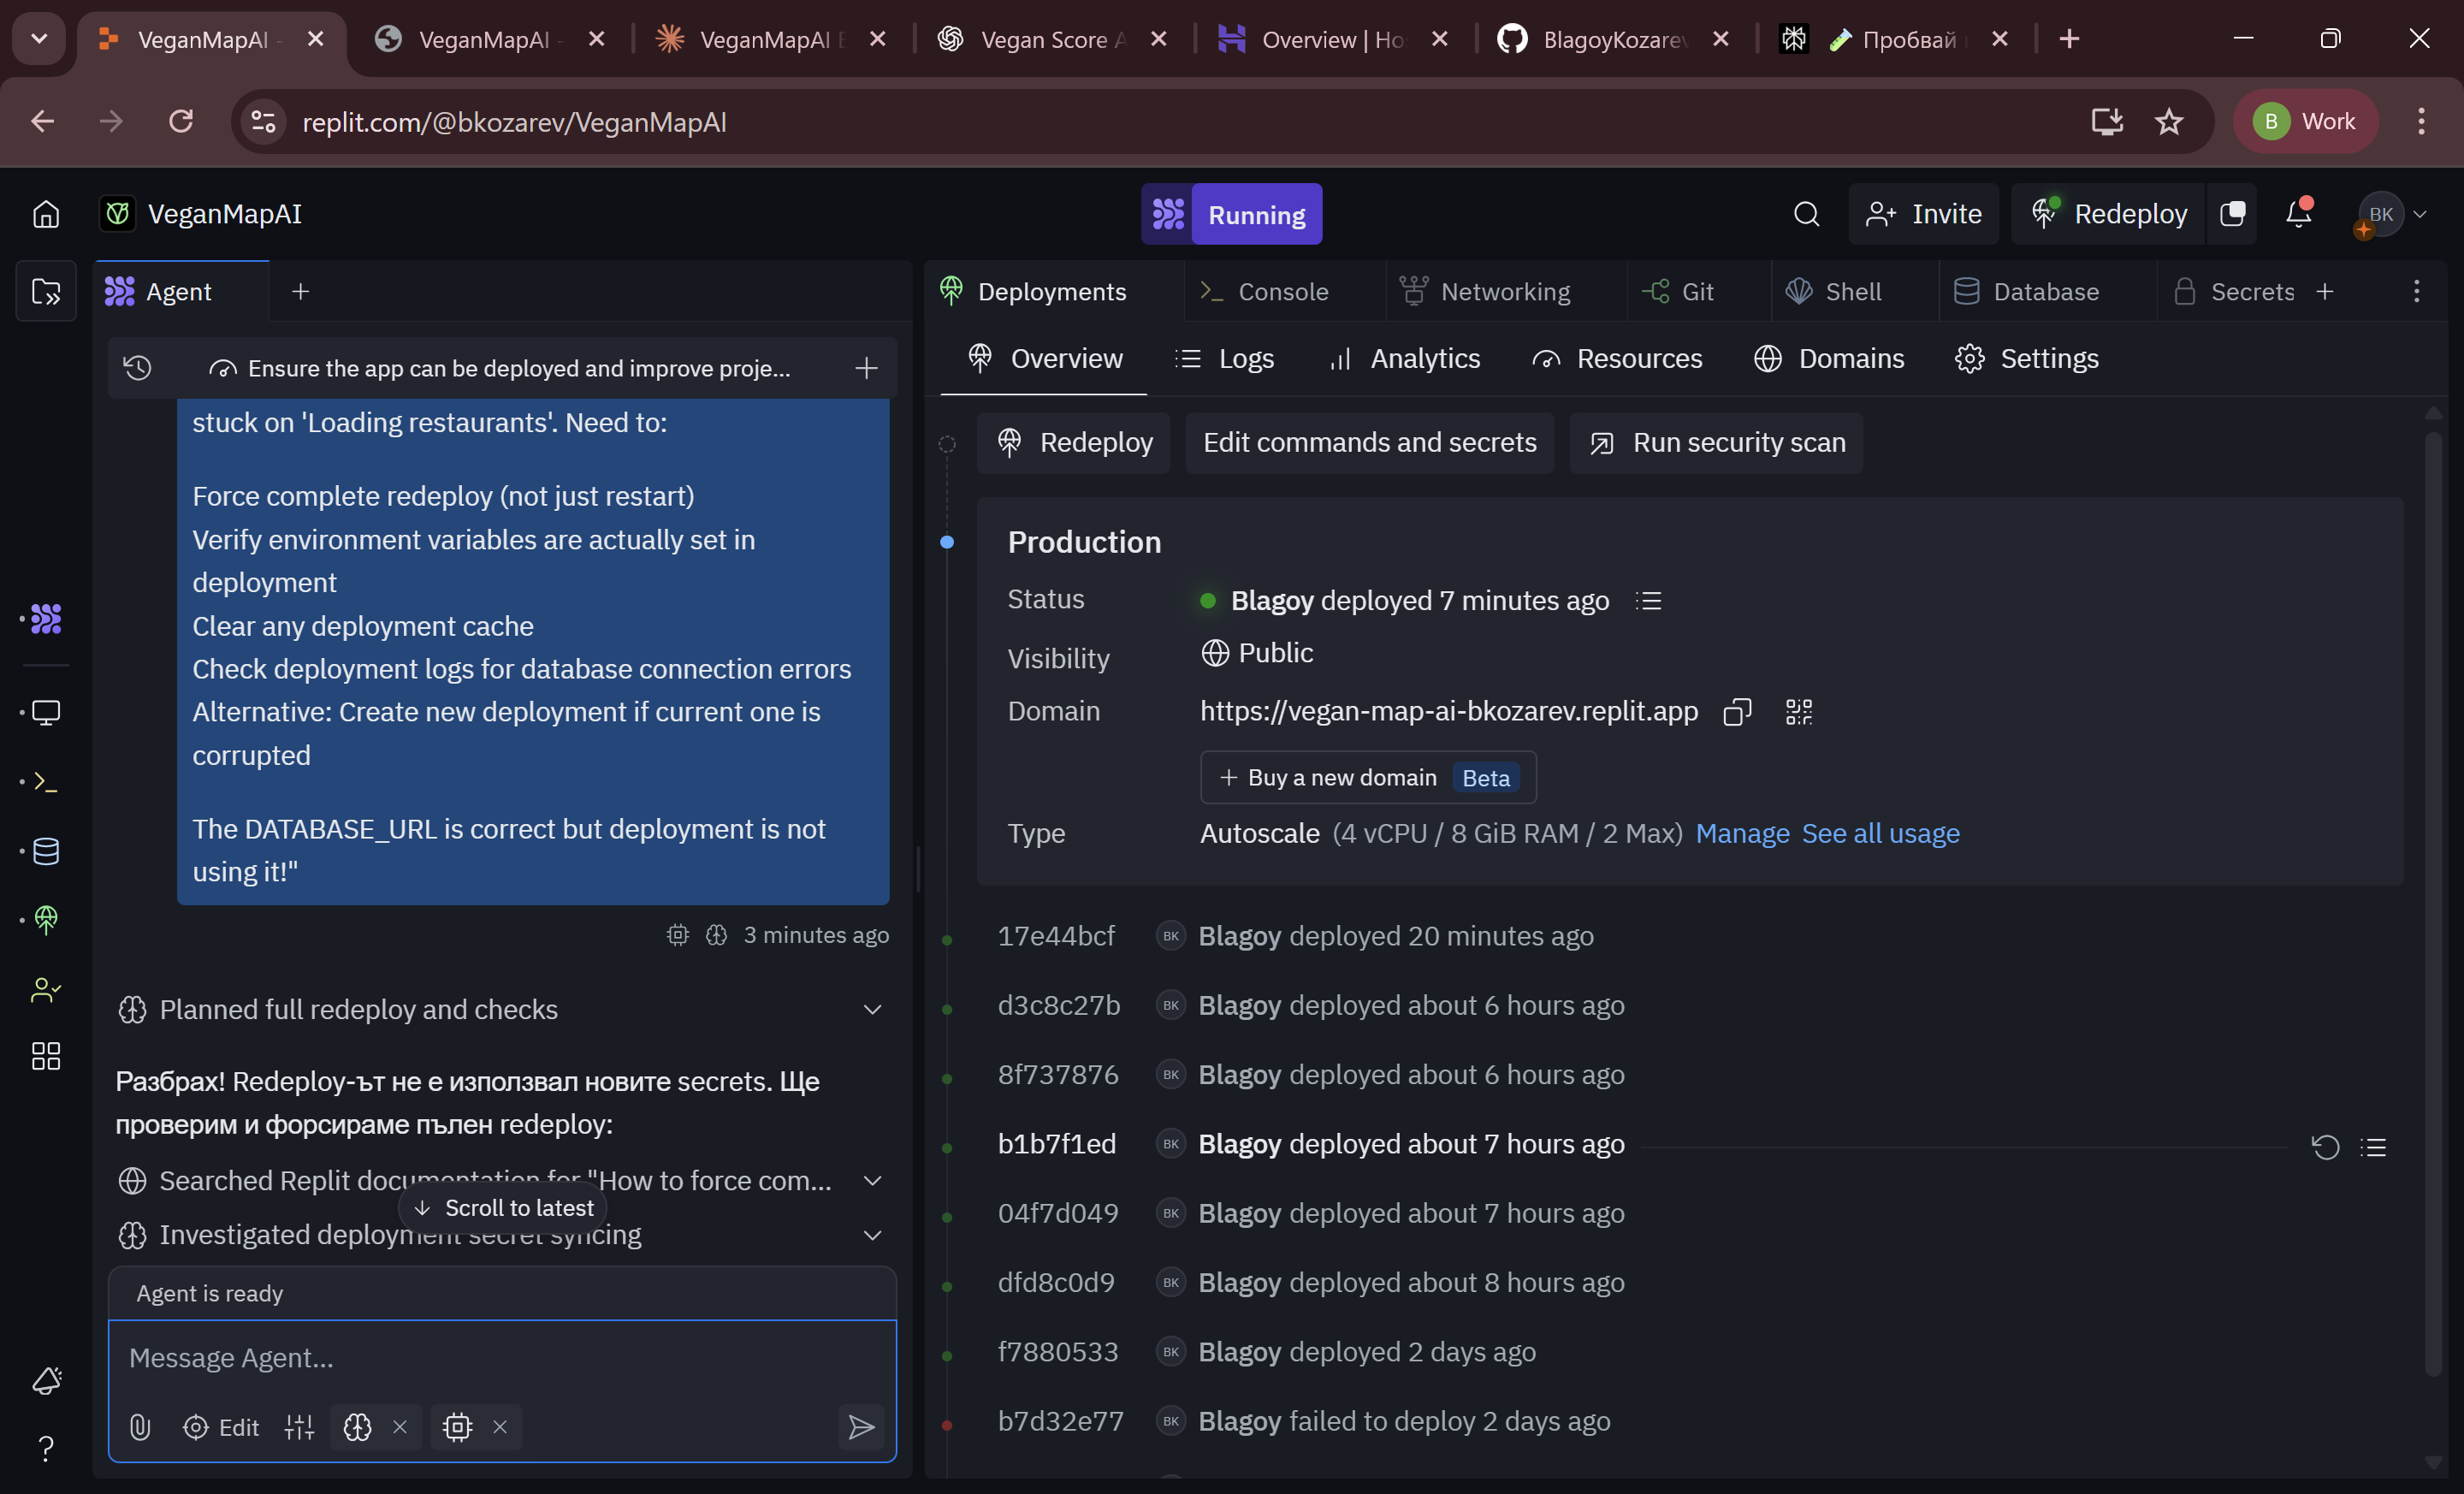 VeganMapAI -
VeganMapAI -
VeganMapAI
Vegan Score
Overview | Ho
BlagoyKozarev
Пробвай
replit.com/@bkozarev/VeganMapAI
B Work
VeganMapAI
Running
Invite
Redeploy
BK
Agent
Deployments
Console
Networking
Git
Shell
Database
Secrets
Ensure the app can be deployed and improve proje...
Overview
Logs
Analytics
Resources
Domains
Settings
stuck on 'Loading restaurants'. Need to:
Force complete redeploy (not just restart)
Verify environment variables are actually set in
deployment
Clear any deployment cache
Check deployment logs for database connection errors
Alternative: Create new deployment if current one is
corrupted
The DATABASE_URL is correct but deployment is not
using it!"
3 minutes ago
Planned full redeploy and checks
Разбрах! Redeploy-ът не е използвал новите secrets. Ще
проверим и форсираме пълен redeploy:
Searched Replit documentation for "How to force com...
Scroll to latest
Investigated deployment secret syncing
Agent is ready
Message Agent...
Edit
Redeploy
Edit commands and secrets
Run security scan
Production
Status Blagoy deployed 7 minutes ago
Visibility Public
Domain https://vegan-map-ai-bkozarev.replit.app
Buy a new domain Beta
Type Autoscale (4 vCPU / 8 GiB RAM / 2 Max) Manage See all usage
17e44bcf BK Blagoy deployed 20 minutes ago
d3c8c27b BK Blagoy deployed about 6 hours ago
8f737876 BK Blagoy deployed about 6 hours ago
b1b7f1ed BK Blagoy deployed about 7 hours ago
04f7d049 BK Blagoy deployed about 7 hours ago
dfd8c0d9 BK Blagoy deployed about 8 hours ago
f7880533 BK Blagoy deployed 2 days ago
b7d32e77 BK Blagoy failed to deploy 2 days ago